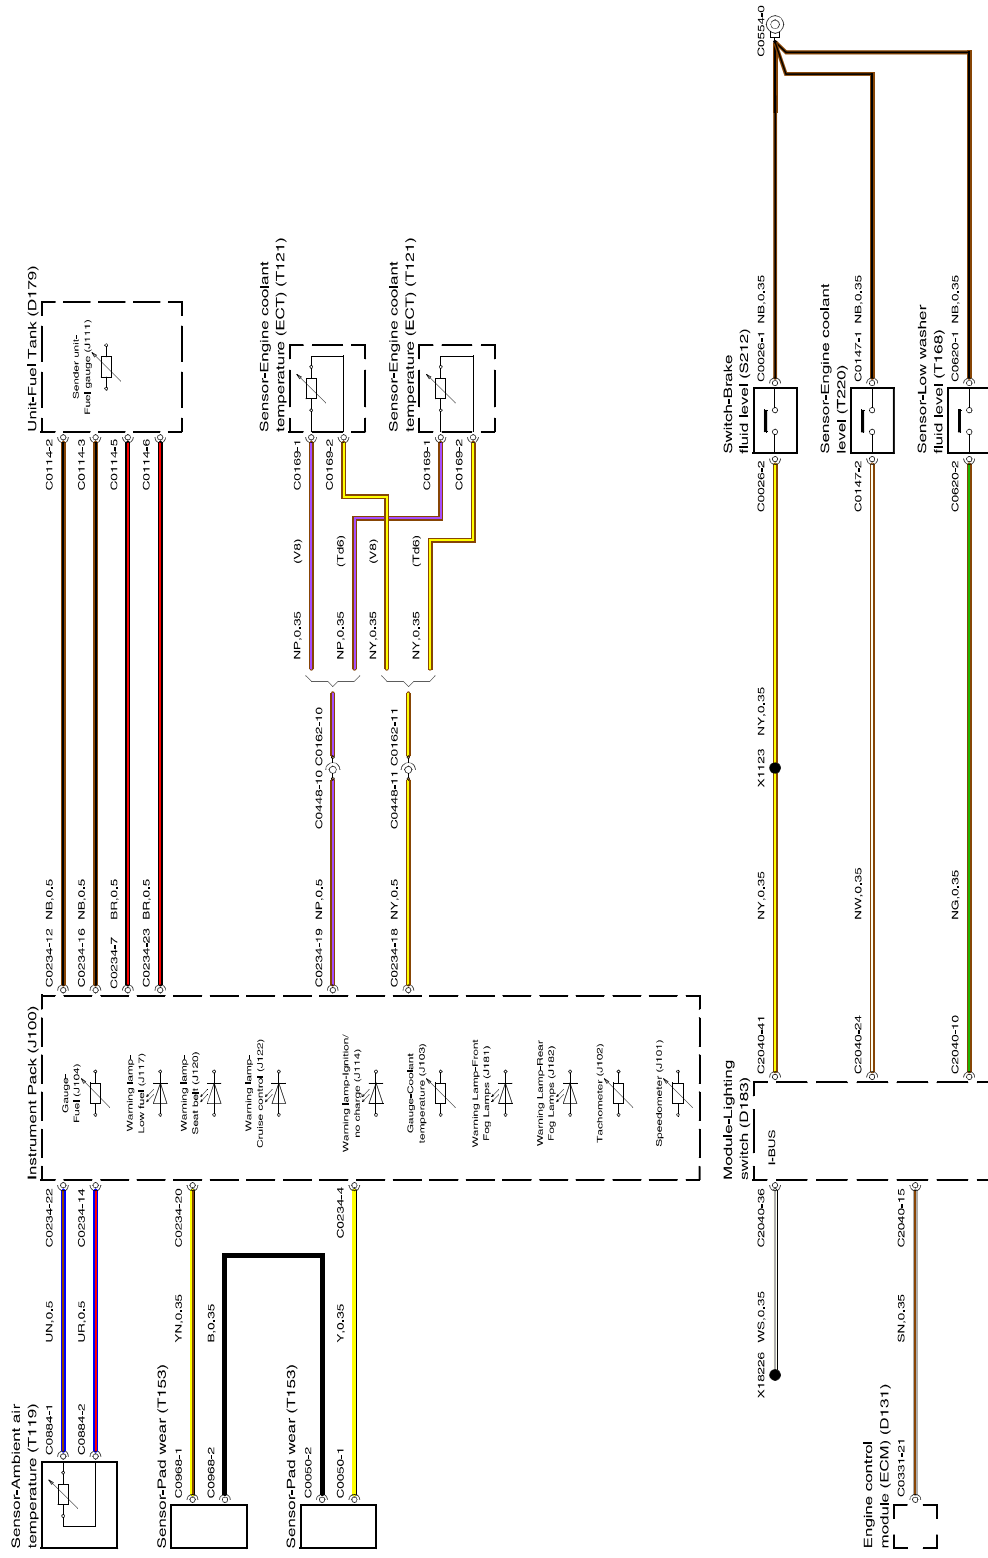 Sensor-Ambient air
temperature (T119)
C0884-1
C0884-2
UN,0.5
UR,0.5
C0234-22
C0234-14
Sensor-Pad wear (T153)
C0968-1
C0968-2
YN,0.35
B,0.35
C0234-20
Sensor-Pad wear (T153)
C0050-2
C0050-1
Y,0.35
C0234-4
Instrument Pack (J100)
Gauge-
Fuel (J104)
Warning lamp-
Low fuel (J117)
Warning lamp-
Seat belt (J120)
Warning lamp-
Cruise control (J122)
Warning lamp-Ignition/
no charge (J114)
Gauge-Coolant
temperature (J103)
Warning Lamp-Front
Fog Lamps (J181)
Warning Lamp-Rear
Fog Lamps (J182)
Tachometer (J102)
Speedometer (J101)
C0234-12 NB,0.5
C0234-16 NB,0.5
C0234-7 BR,0.5
C0234-23 BR,0.5
C0114-2
C0114-3
C0114-5
C0114-6
Unit-Fuel Tank (D179)
Sender unit-
Fuel gauge (J111)
C0234-19 NP,0.5
C0448-10 C0162-10
C0234-18 NY,0.5
C0448-11 C0162-11
NP,0.35 (V8)
NP,0.35 (Td6)
NY,0.35 (V8)
NY,0.35 (Td6)
C0169-1
C0169-2
C0169-1
C0169-2
Sensor-Engine coolant
temperature (ECT) (T121)
Sensor-Engine coolant
temperature (ECT) (T121)
Engine control
module (ECM) (D131)
C0331-21
SN,0.35
C2040-15
X18226
WS,0.35
C2040-36
Module-Lighting
switch (D183)
I-BUS
C2040-41
NY,0.35
X1123
NY,0.35
C0026-2
Switch-Brake
fluid level (S212)
C0026-1 NB,0.35
C2040-24
NW,0.35
C0147-2
Sensor-Engine coolant
level (T220)
C0147-1 NB,0.35
C2040-10
NG,0.35
C0620-2
Sensor-Low washer
fluid level (T168)
C0620-1 NB,0.35
C0554-0